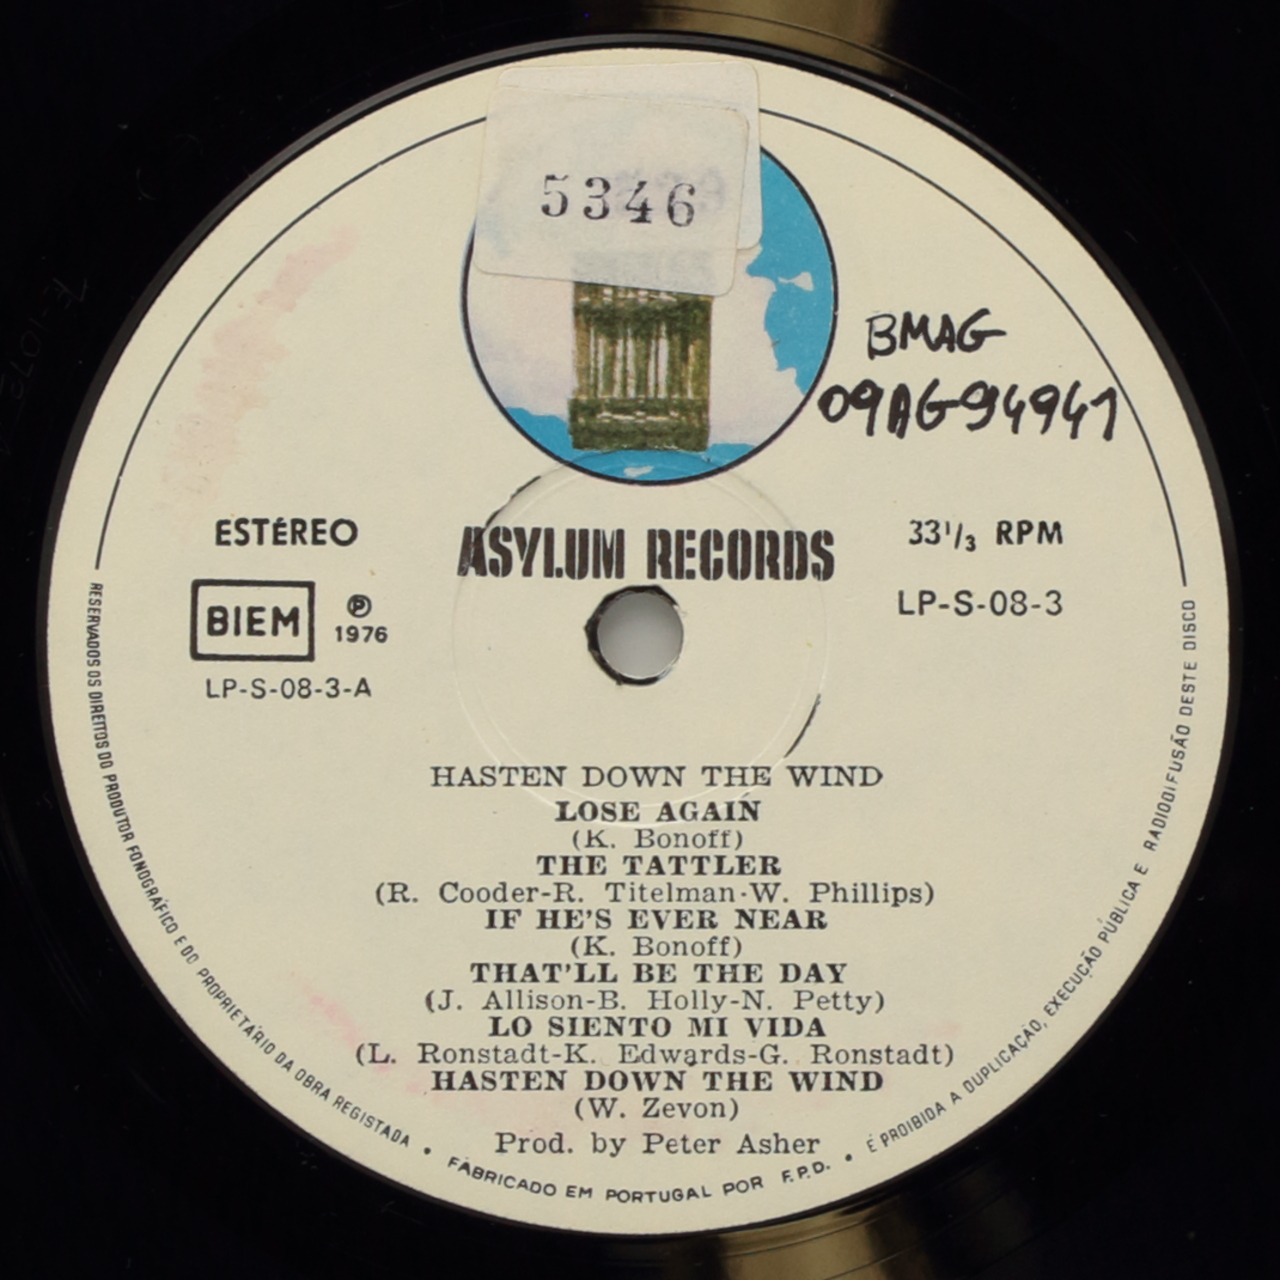 5346
BMAG
09AG94941
ESTÉREO
ASYLUM RECORDS
33 1/3 RPM
BIEM
℗
1976
LP-S-08-3
LP-S-08-3-A
HASTEN DOWN THE WIND
LOSE AGAIN
(K. Bonoff)
THE TATTLER
(R. Cooder-R. Titelman-W. Phillips)
IF HE'S EVER NEAR
(K. Bonoff)
THAT'LL BE THE DAY
(J. Allison-B. Holly-N. Petty)
LO SIENTO MI VIDA
(L. Ronstadt-K. Edwards-G. Ronstadt)
HASTEN DOWN THE WIND
(W. Zevon)
Prod. by Peter Asher
RESERVADOS OS DIREITOS DO PRODUTOR FONOGRÁFICO E DO PROPRIETÁRIO DA OBRA REGISTADA • FABRICADO EM PORTUGAL POR F.P.D. • É PROIBIDA A DUPLICAÇÃO, EXECUÇÃO PÚBLICA E RADIODIFUSÃO DESTE DISCO